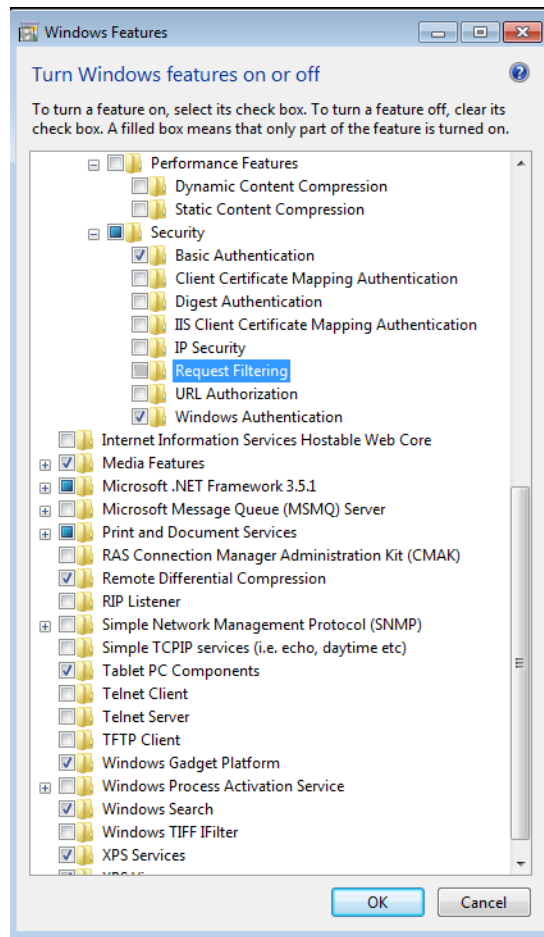 Windows Features
Turn Windows features on or off
To turn a feature on, select its check box. To turn a feature off, clear its
check box. A filled box means that only part of the feature is turned on.
Performance Features
Dynamic Content Compression
Static Content Compression
Security
Basic Authentication
Client Certificate Mapping Authentication
Digest Authentication
IIS Client Certificate Mapping Authentication
IP Security
Request Filtering
URL Authorization
Windows Authentication
Internet Information Services Hostable Web Core
Media Features
Microsoft .NET Framework 3.5.1
Microsoft Message Queue (MSMQ) Server
Print and Document Services
RAS Connection Manager Administration Kit (CMAK)
Remote Differential Compression
RIP Listener
Simple Network Management Protocol (SNMP)
Simple TCPIP services (i.e. echo, daytime etc)
Tablet PC Components
Telnet Client
Telnet Server
TFTP Client
Windows Gadget Platform
Windows Process Activation Service
Windows Search
Windows TIFF IFilter
XPS Services
OK Cancel